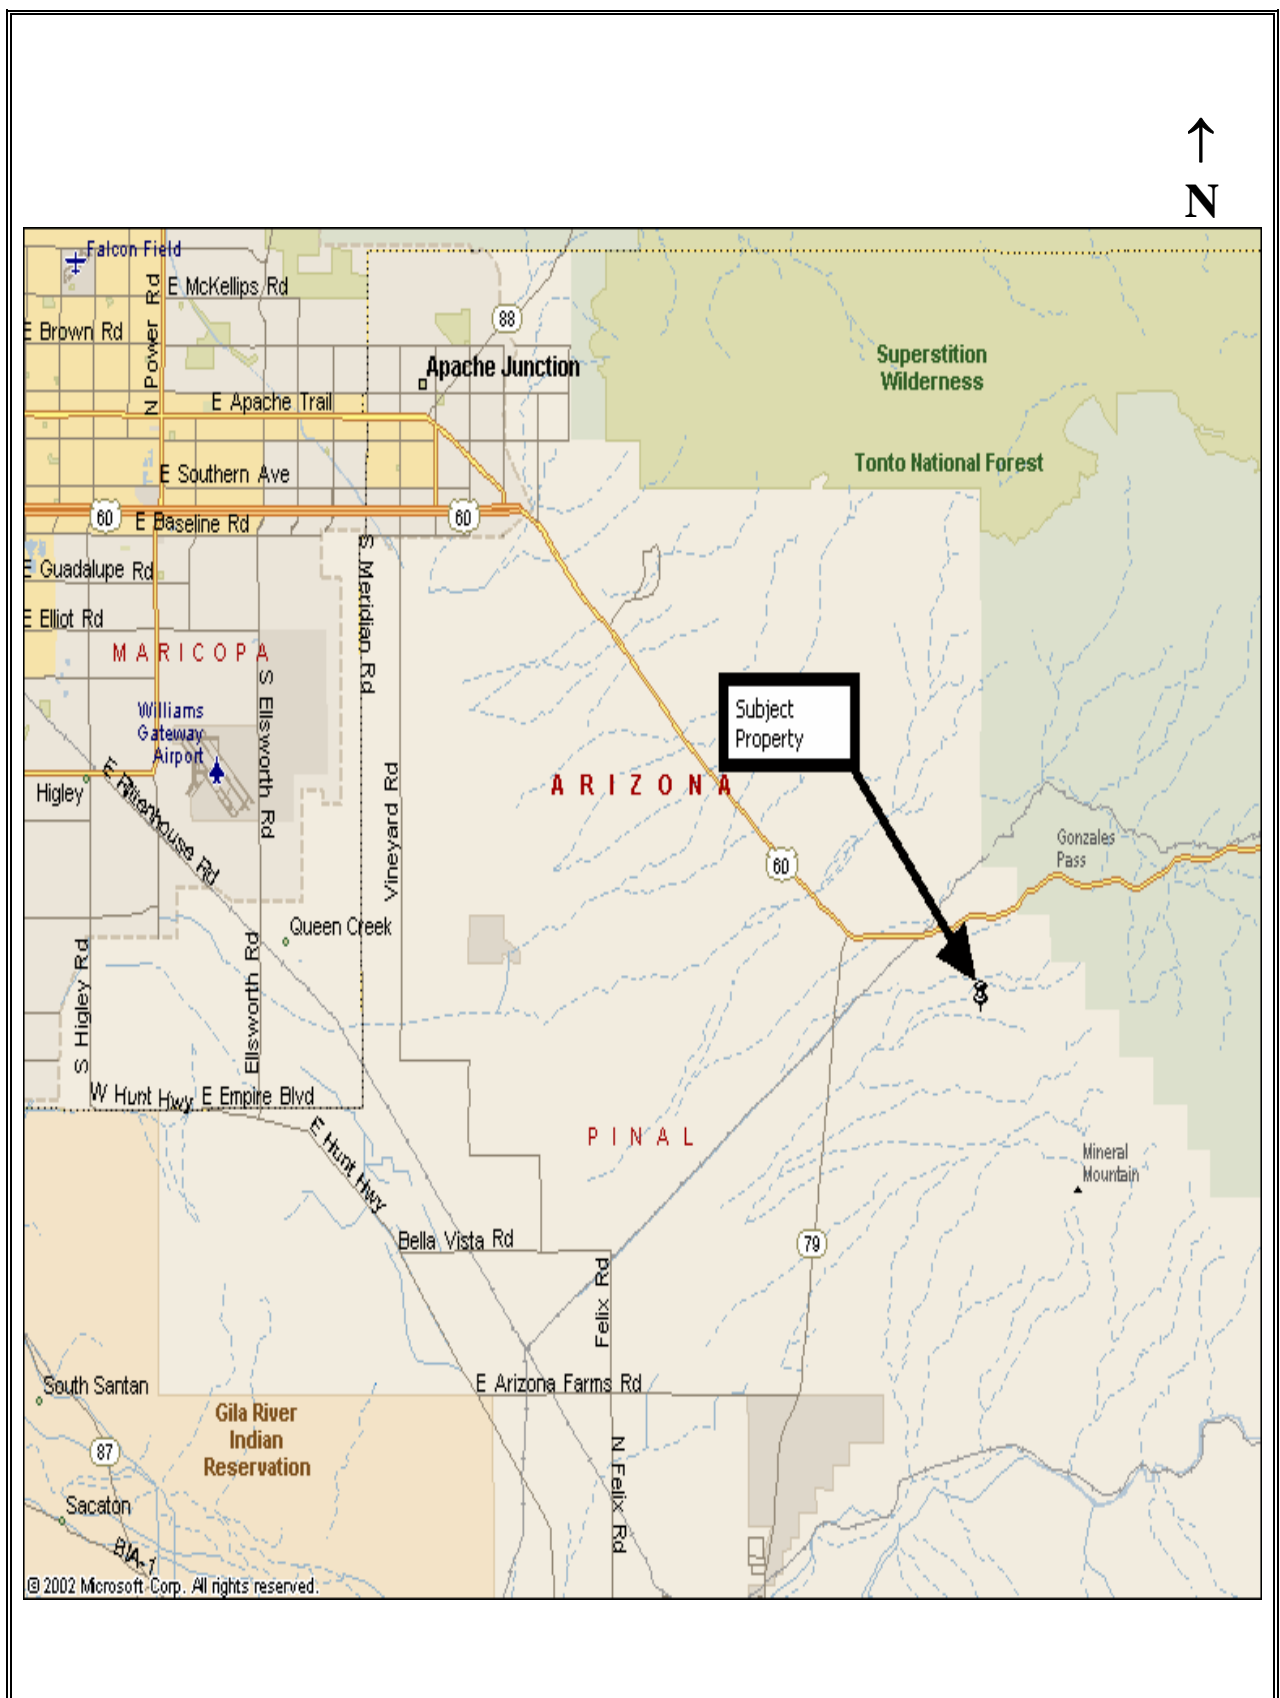 ↑
N
Falcon Field
E McKellips Rd
N Power Rd
88
E Brown Rd
Superstition
Wilderness
Apache Junction
E Apache Trail
Tonto National Forest
E Southern Ave
60
E Baseline Rd
60
E Guadalupe Rd
S Meridian Rd
E Elliot Rd
MARICOPA
S Ellsworth Rd
Williams
Gateway
Airport
Subject
Property
E Rittenhouse Rd
Vineyard Rd
ARIZONA
Higley
Gonzales
Pass
60
Queen Creek
S Higley Rd
Ellsworth Rd
W Hunt Hwy
E Empire Blvd
E Hunt Hwy
PINAL
Mineral
Mountain
Bella Vista Rd
79
Felix Rd
South Santan
E Arizona Farms Rd
Gila River
Indian
Reservation
87
N Felix Rd
Sacaton
BIA-1
© 2002 Microsoft Corp. All rights reserved.